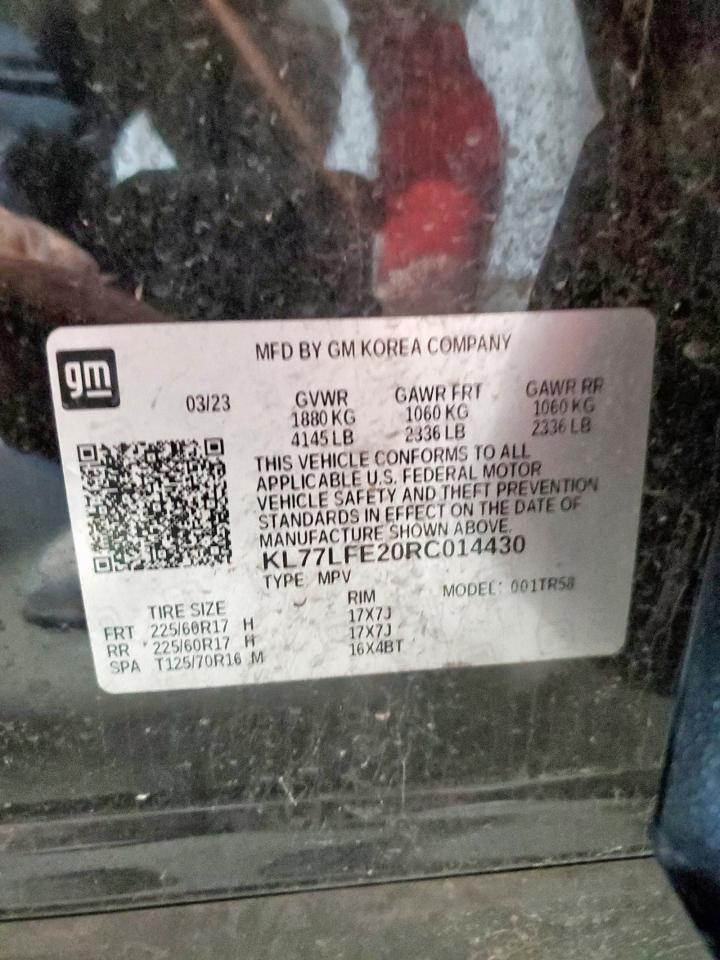 gm
MFD BY GM KOREA COMPANY
03/23
GVWR GAWR FRT GAWR RR
1880 KG 1060 KG 1060 KG
4145 LB 2336 LB 2336 LB
THIS VEHICLE CONFORMS TO ALL
APPLICABLE U.S. FEDERAL MOTOR
VEHICLE SAFETY AND THEFT PREVENTION
STANDARDS IN EFFECT ON THE DATE OF
MANUFACTURE SHOWN ABOVE.
KL77LFE20RC014430
TYPE MPV
MODEL: 001TR58
TIRE SIZE RIM
FRT 225/60R17 H 17X7J
RR 225/60R17 H 17X7J
SPA T125/70R16 M 16X4BT